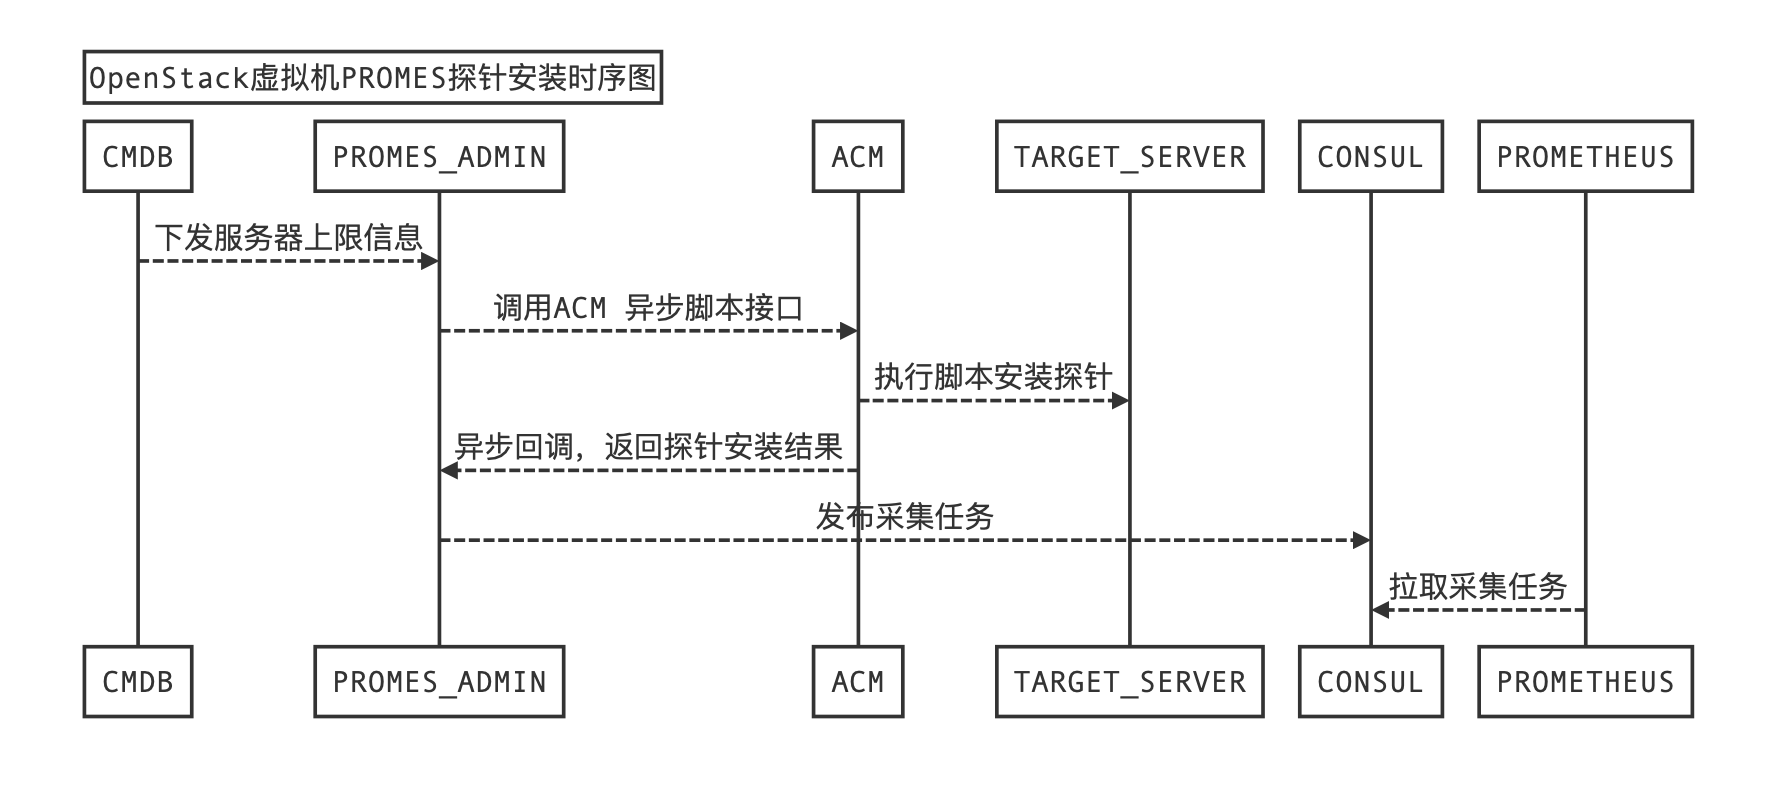 OpenStack虚拟机PROMES探针安装时序图
CMDB PROMES_ADMIN ACM TARGET_SERVER CONSUL PROMETHEUS
下发服务器上限信息
调用ACM 异步脚本接口
执行脚本安装探针
异步回调，返回探针安装结果
发布采集任务
拉取采集任务
CMDB PROMES_ADMIN ACM TARGET_SERVER CONSUL PROMETHEUS